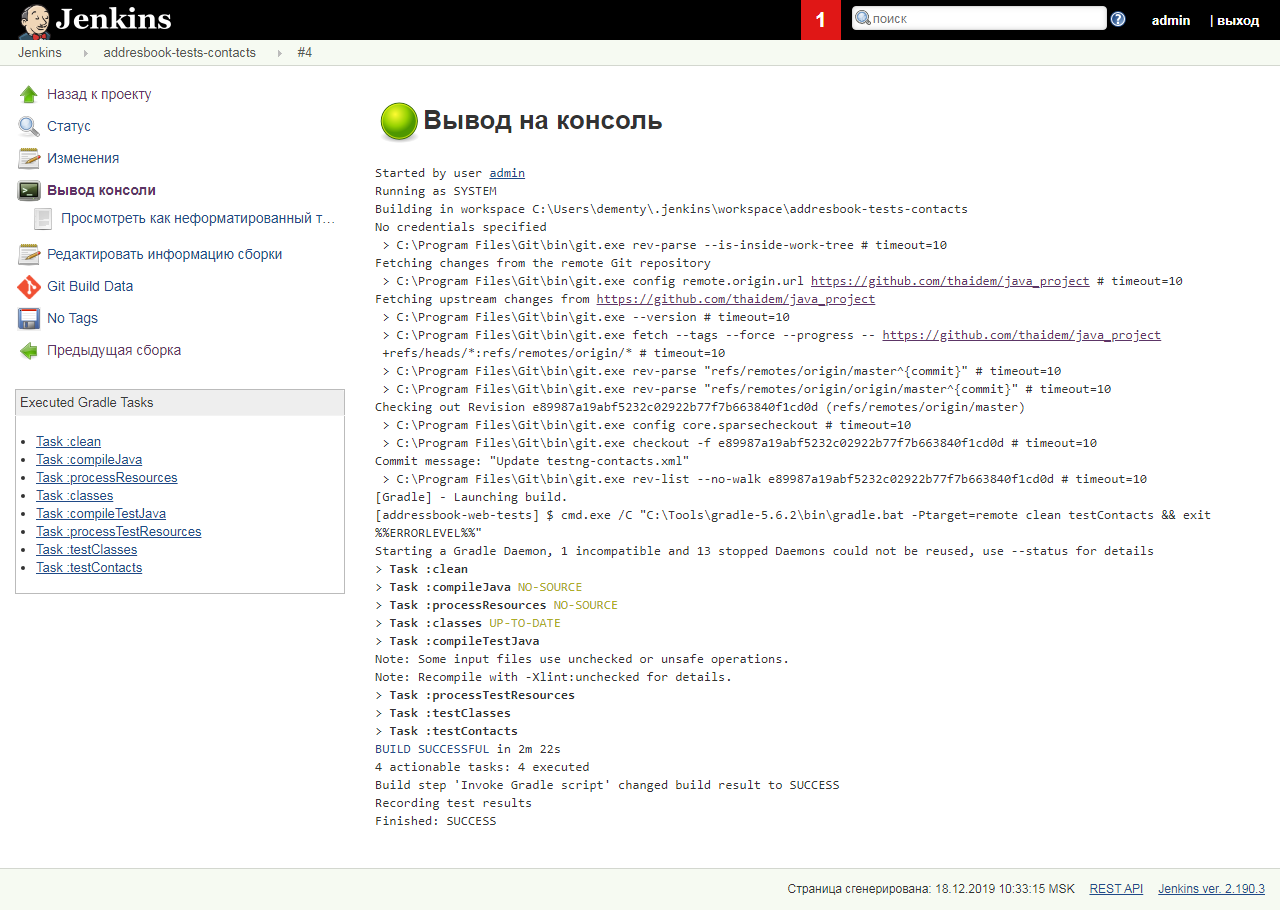 Jenkins
1
поиск
admin
| выход
Jenkins
addresbook-tests-contacts
#4
Назад к проекту
Статус
Изменения
Вывод консоли
Просмотреть как неформатированный т…
Редактировать информацию сборки
Git Build Data
No Tags
Предыдущая сборка
Executed Gradle Tasks
Task :clean
Task :compileJava
Task :processResources
Task :classes
Task :compileTestJava
Task :processTestResources
Task :testClasses
Task :testContacts
Вывод на консоль
Started by user admin
Running as SYSTEM
Building in workspace C:\Users\dementy\.jenkins\workspace\addresbook-tests-contacts
No credentials specified
> C:\Program Files\Git\bin\git.exe rev-parse --is-inside-work-tree # timeout=10
Fetching changes from the remote Git repository
> C:\Program Files\Git\bin\git.exe config remote.origin.url https://github.com/thaidem/java_project # timeout=10
Fetching upstream changes from https://github.com/thaidem/java_project
> C:\Program Files\Git\bin\git.exe --version # timeout=10
> C:\Program Files\Git\bin\git.exe fetch --tags --force --progress -- https://github.com/thaidem/java_project
+refs/heads/*:refs/remotes/origin/* # timeout=10
> C:\Program Files\Git\bin\git.exe rev-parse "refs/remotes/origin/master^{commit}" # timeout=10
> C:\Program Files\Git\bin\git.exe rev-parse "refs/remotes/origin/origin/master^{commit}" # timeout=10
Checking out Revision e89987a19abf5232c02922b77f7b663840f1cd0d (refs/remotes/origin/master)
> C:\Program Files\Git\bin\git.exe config core.sparsecheckout # timeout=10
> C:\Program Files\Git\bin\git.exe checkout -f e89987a19abf5232c02922b77f7b663840f1cd0d # timeout=10
Commit message: "Update testng-contacts.xml"
> C:\Program Files\Git\bin\git.exe rev-list --no-walk e89987a19abf5232c02922b77f7b663840f1cd0d # timeout=10
[Gradle] - Launching build.
[addressbook-web-tests] $ cmd.exe /C "C:\Tools\gradle-5.6.2\bin\gradle.bat -Ptarget=remote clean testContacts && exit
%%ERRORLEVEL%%"
Starting a Gradle Daemon, 1 incompatible and 13 stopped Daemons could not be reused, use --status for details
> Task :clean
> Task :compileJava NO-SOURCE
> Task :processResources NO-SOURCE
> Task :classes UP-TO-DATE
> Task :compileTestJava
Note: Some input files use unchecked or unsafe operations.
Note: Recompile with -Xlint:unchecked for details.
> Task :processTestResources
> Task :testClasses
> Task :testContacts
BUILD SUCCESSFUL in 2m 22s
4 actionable tasks: 4 executed
Build step 'Invoke Gradle script' changed build result to SUCCESS
Recording test results
Finished: SUCCESS
Страница сгенерирована: 18.12.2019 10:33:15 MSK
REST API
Jenkins ver. 2.190.3